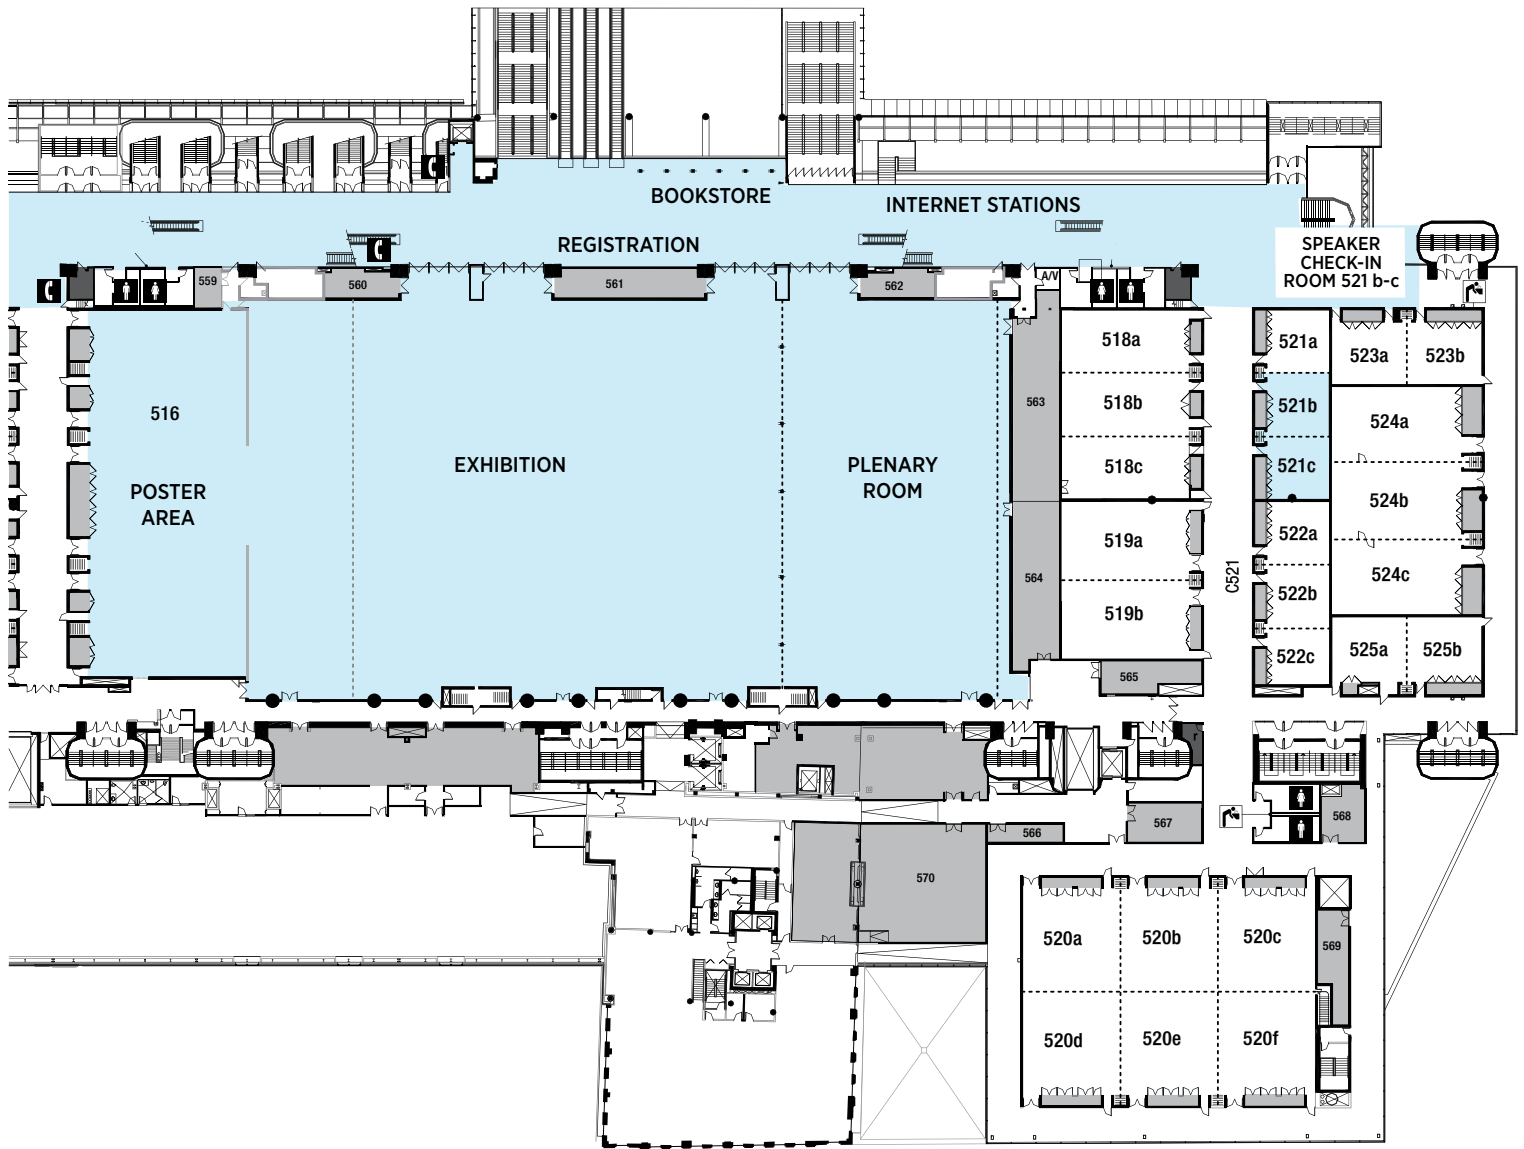 BOOKSTORE
INTERNET STATIONS
REGISTRATION
SPEAKER
CHECK-IN
ROOM 521 b-c
559
560
561
562
A/V
516
POSTER
AREA
EXHIBITION
PLENARY
ROOM
563
564
518a
518b
518c
519a
519b
565
C521
521a
521b
521c
522a
522b
522c
523a
523b
524a
524b
524c
525a
525b
566
567
568
570
569
520a
520b
520c
520d
520e
520f